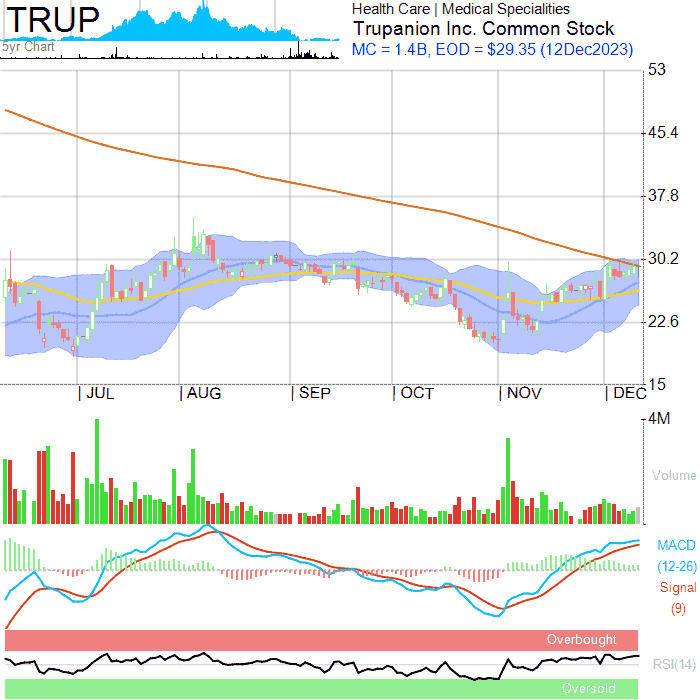 TRUP
5yr Chart
Health Care | Medical Specialities
Trupanion Inc. Common Stock
MC = 1.4B, EOD = $29.35 (12Dec2023)
53
45.4
37.8
30.2
22.6
15
| JUL | AUG | SEP | OCT | NOV | DEC
4M
Volume
MACD
(12-26)
Signal
(9)
Overbought
RSI(14)
Oversold